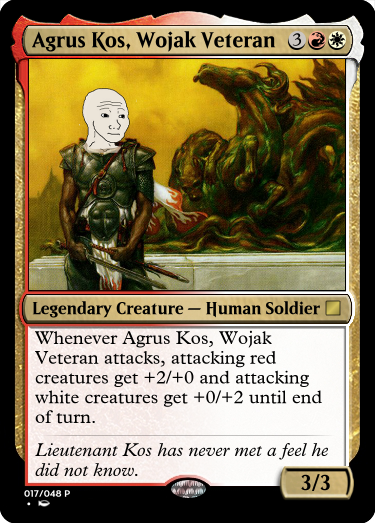 Agrus Kos, Wojak Veteran 3
Legendary Creature — Human Soldier
Whenever Agrus Kos, Wojak
Veteran attacks, attacking red
creatures get +2/+0 and attacking
white creatures get +0/+2 until end
of turn.
Lieutenant Kos has never met a feel he
did not know.
3/3
017/048 P